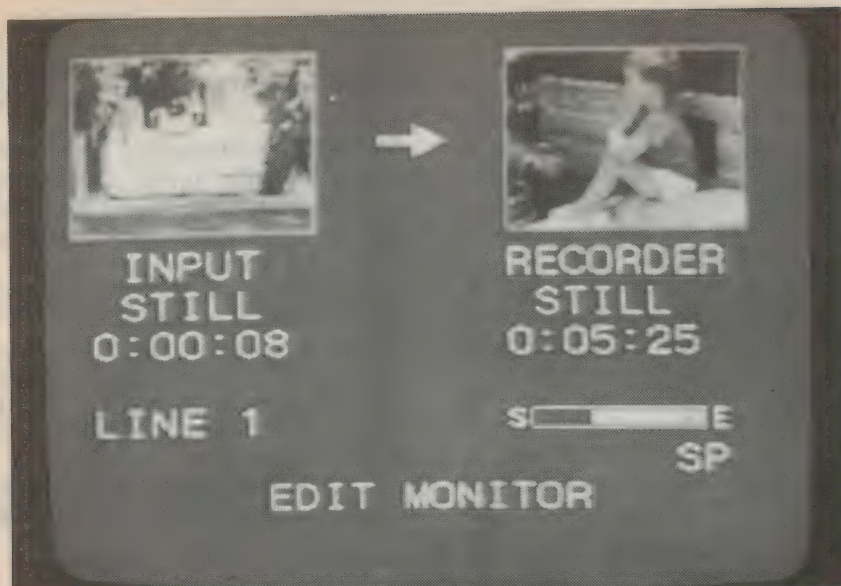 INPUT
STILL
0:00:08
LINE 1
RECORDER
STILL
0:05:25
S E
SP
EDIT MONITOR